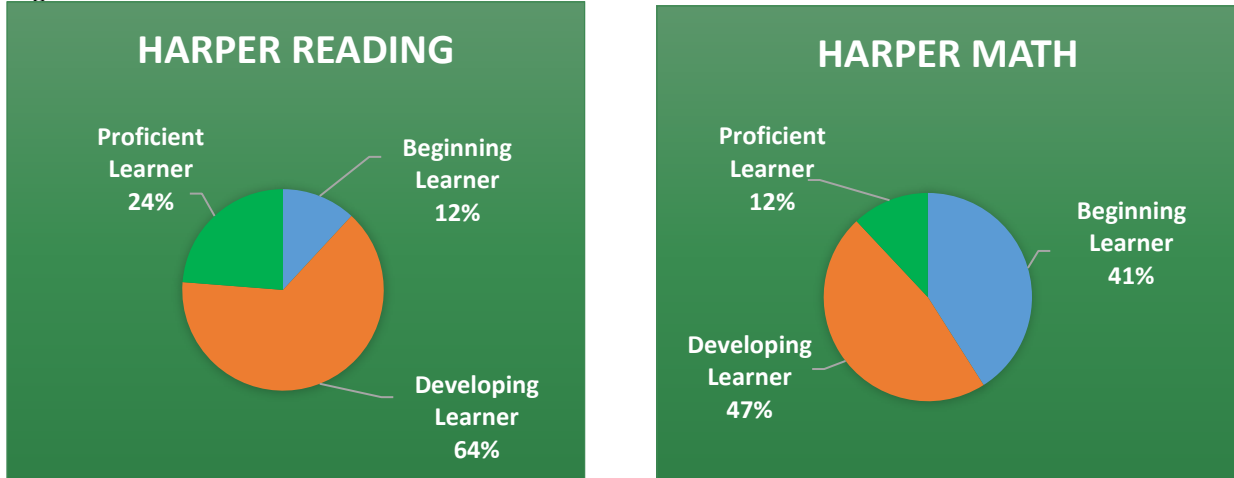 HARPER READING
Proficient
Learner
24%
Beginning
Learner
12%
Developing
Learner
64%
HARPER MATH
Proficient
Learner
12%
Beginning
Learner
41%
Developing
Learner
47%